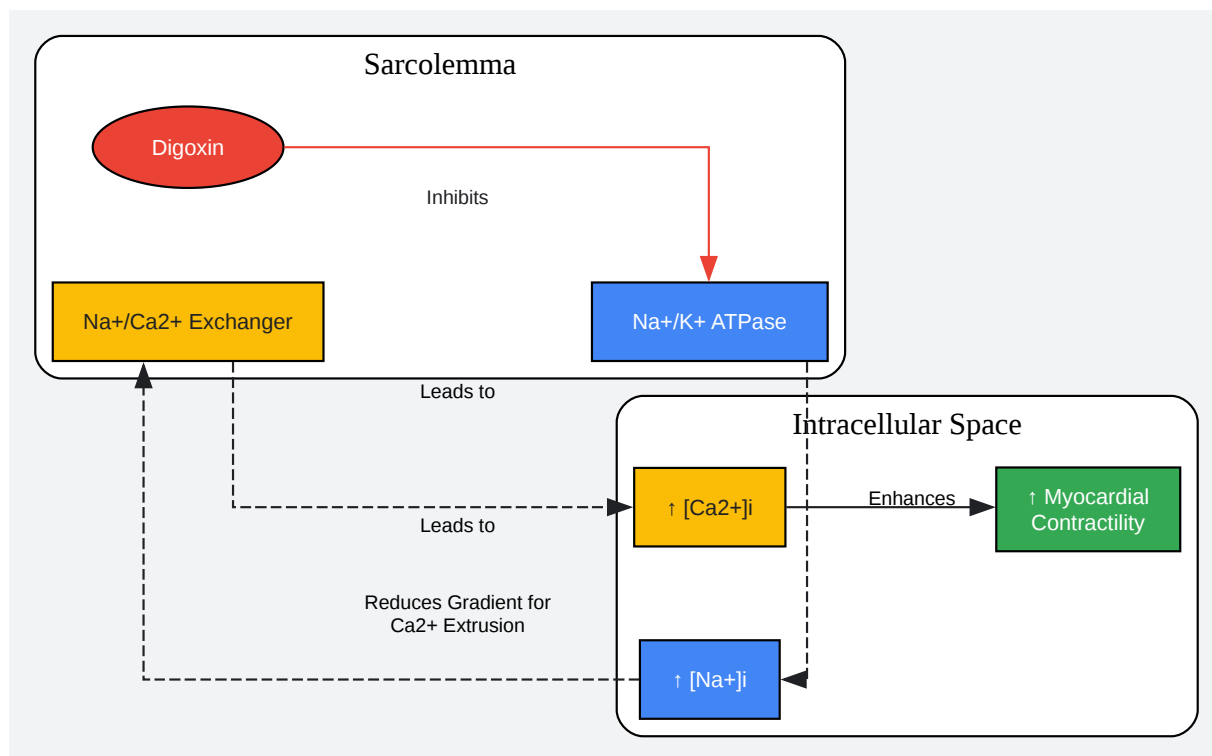 Sarcolemma
Digoxin
Inhibits
Na+/Ca2+ Exchanger
Na+/K+ ATPase
Leads to
Intracellular Space
↑ [Ca2+]i
Enhances
↑ Myocardial
Contractility
Leads to
Reduces Gradient for
Ca2+ Extrusion
↑ [Na+]i